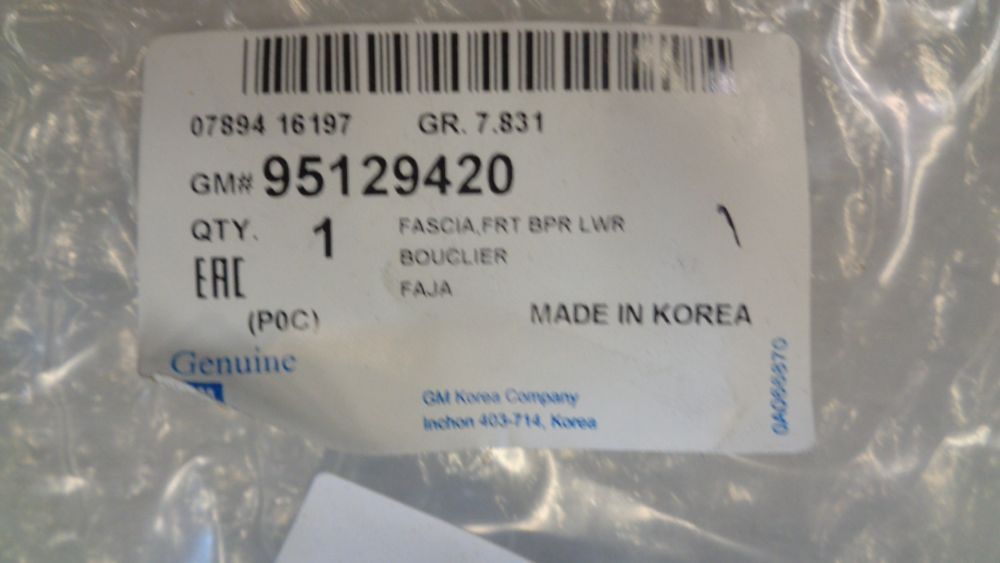 07894 16197 GR. 7.831
GM# 95129420
QTY. 1 FASCIA,FRT BPR LWR
BOUCLIER
EAC FAJA
(P0C) MADE IN KOREA
Genuine
GM Korea Company
Inchon 403-714, Korea